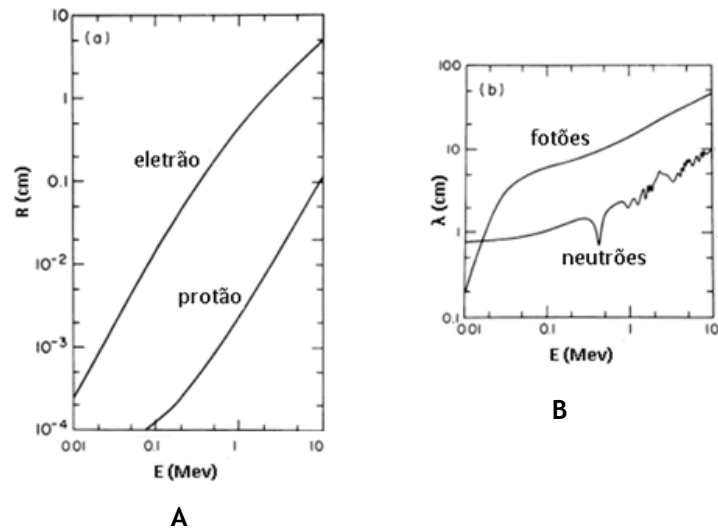 (a)
10
1
0.1
10⁻²
10⁻³
10⁻⁴
R (cm)
eletrão
protão
0.01 0.1 1 10
E (Mev)
A
(b)
100
10
1
0.1
λ (cm)
fotões
neutrões
0.01 0.1 1 10
E (Mev)
B